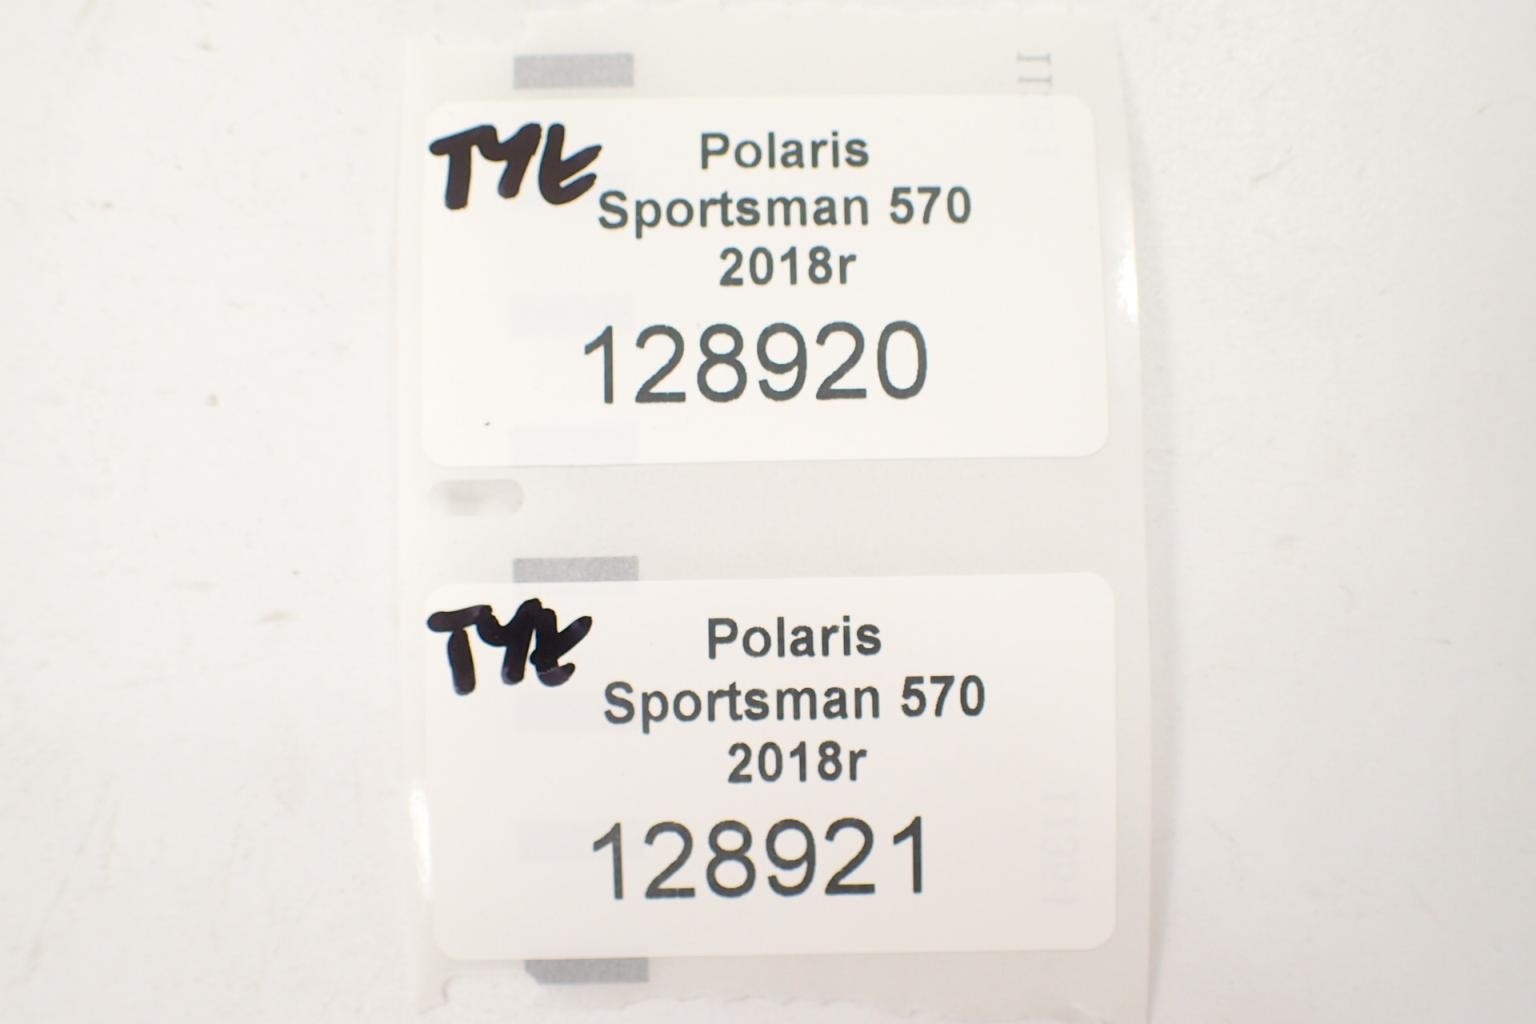 TYŁ
Polaris
Sportsman 570
2018r
128920
TYŁ
Polaris
Sportsman 570
2018r
128921